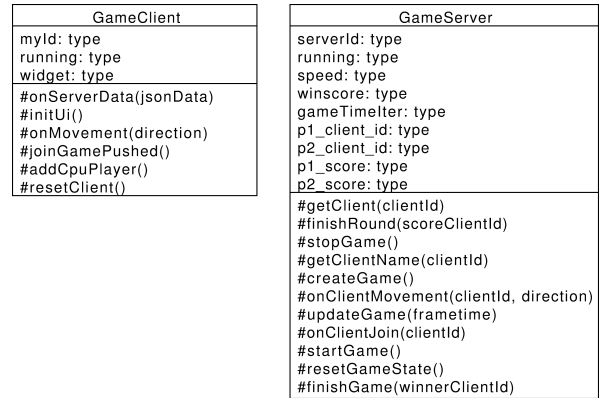 GameClient
myId: type
running: type
widget: type
#onServerData(jsonData)
#initUi()
#onMovement(direction)
#joinGamePushed()
#addCpuPlayer()
#resetClient()
GameServer
serverId: type
running: type
speed: type
winscore: type
gameTimeIter: type
p1_client_id: type
p2_client_id: type
p1_score: type
p2_score: type
#getClient(clientId)
#finishRound(scoreClientId)
#stopGame()
#getClientName(clientId)
#createGame()
#onClientMovement(clientId, direction)
#updateGame(frametime)
#onClientJoin(clientId)
#startGame()
#resetGameState()
#finishGame(winnerClientId)